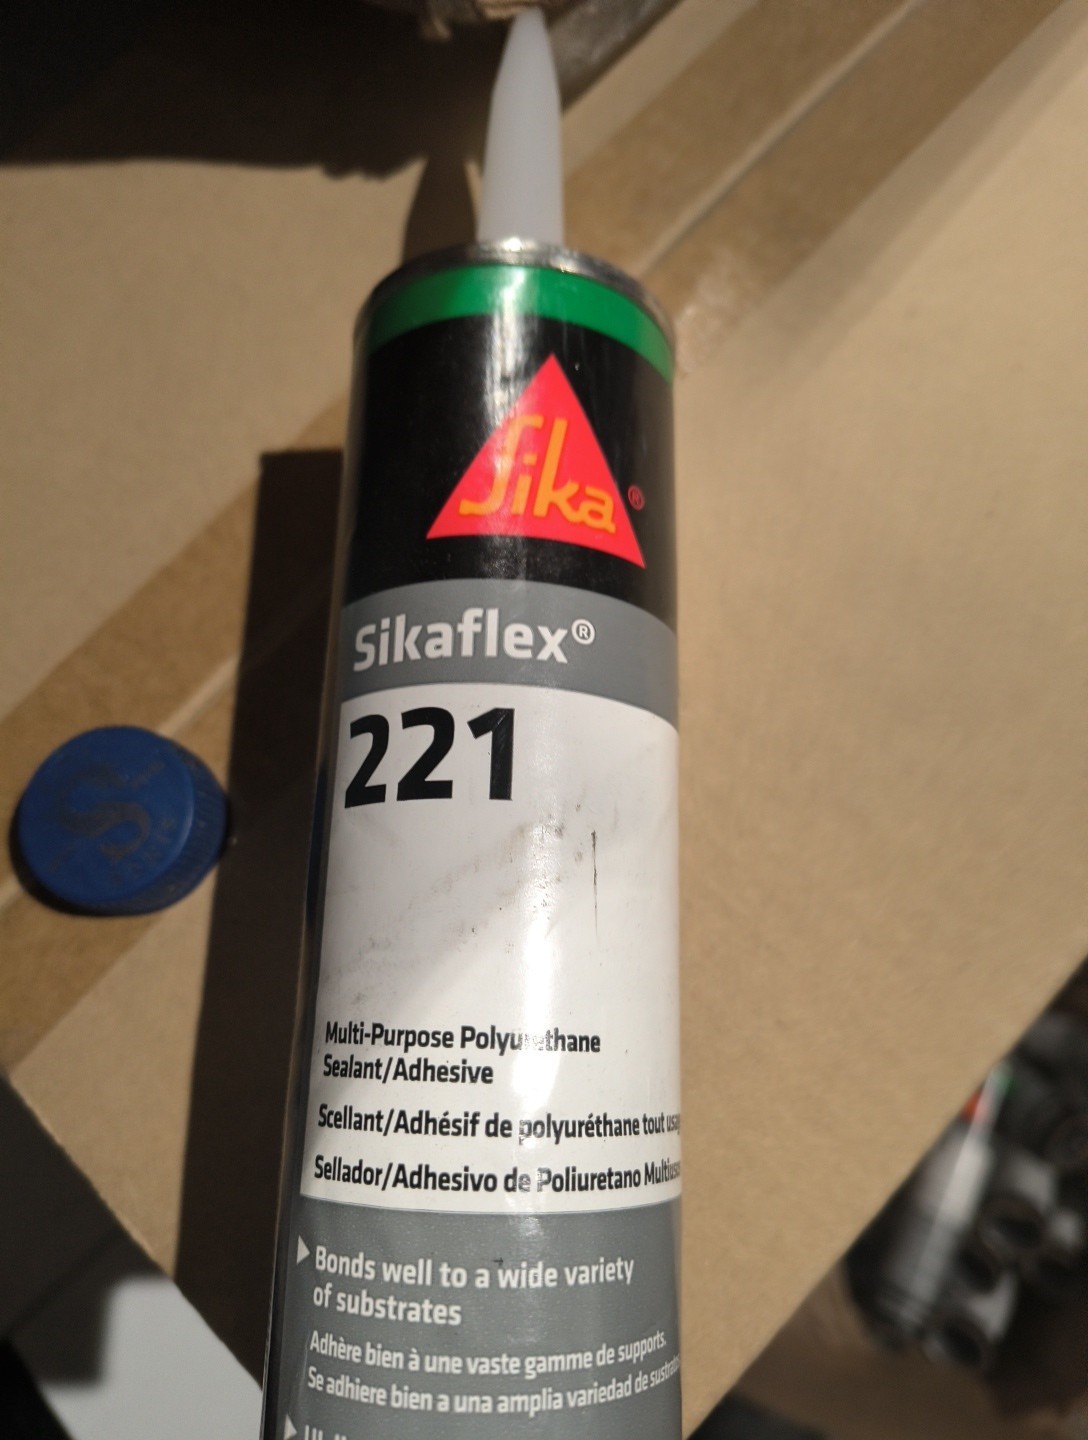 Sika®
Sikaflex®
221
Multi-Purpose Polyurethane
Sealant/Adhesive
Scellant/Adhésif de polyuréthane tout
Sellador/Adhesivo de Poliuretano
Bonds well to a wide variety
of substrates
Adhère bien à une vaste gamme de supports.
Se adhiere bien a una amplia variedad de